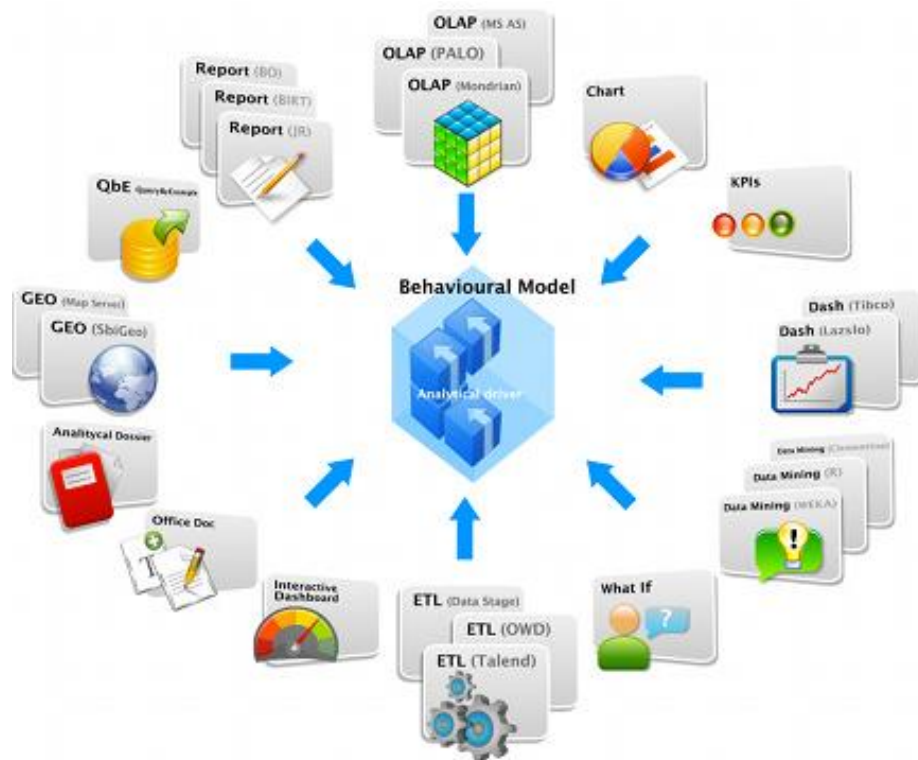 OLAP (MS AS)
OLAP (PALO)
OLAP (Mondrian)
Report (BO)
Report (BIRT)
Report (JR)
Chart
KPIs
QbE QueryByExample
Behavioural Model
Analytical driver
GEO (Map Server)
GEO (SbiGeo)
Dash (Tibco)
Dash (Lazslo)
Analitycal Dossier
Office Doc
T
Interactive
Dashboard
ETL (Data Stage)
ETL (OWD)
ETL (Talend)
What If
?
Data Mining (Clementine)
Data Mining (R)
Data Mining (WEKA)
!